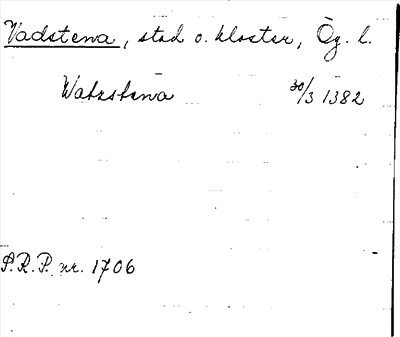 Vadstena, stad o. kloster, Ög. l.
Watzstena 30/3 1382
S.R.P. nr. 1706